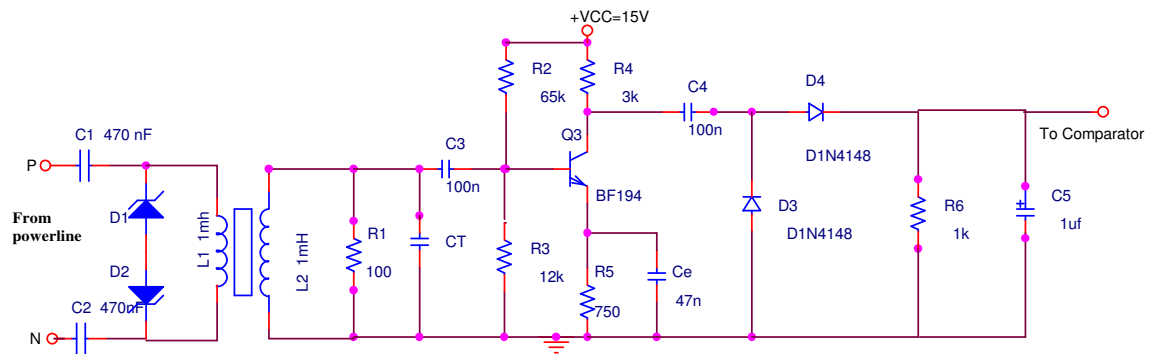 +VCC=15V
R2
65k
R4
3k
C4
100n
D4
D1N4148
To Comparator
C1 470 nF
P
C3
100n
Q3
BF194
D3
D1N4148
R6
1k
C5
+
1uf
From
powerline
D1
L1 1mh
L2 1mH
R1
100
CT
R3
12k
R5
750
Ce
47n
D2
C2 470nF
N